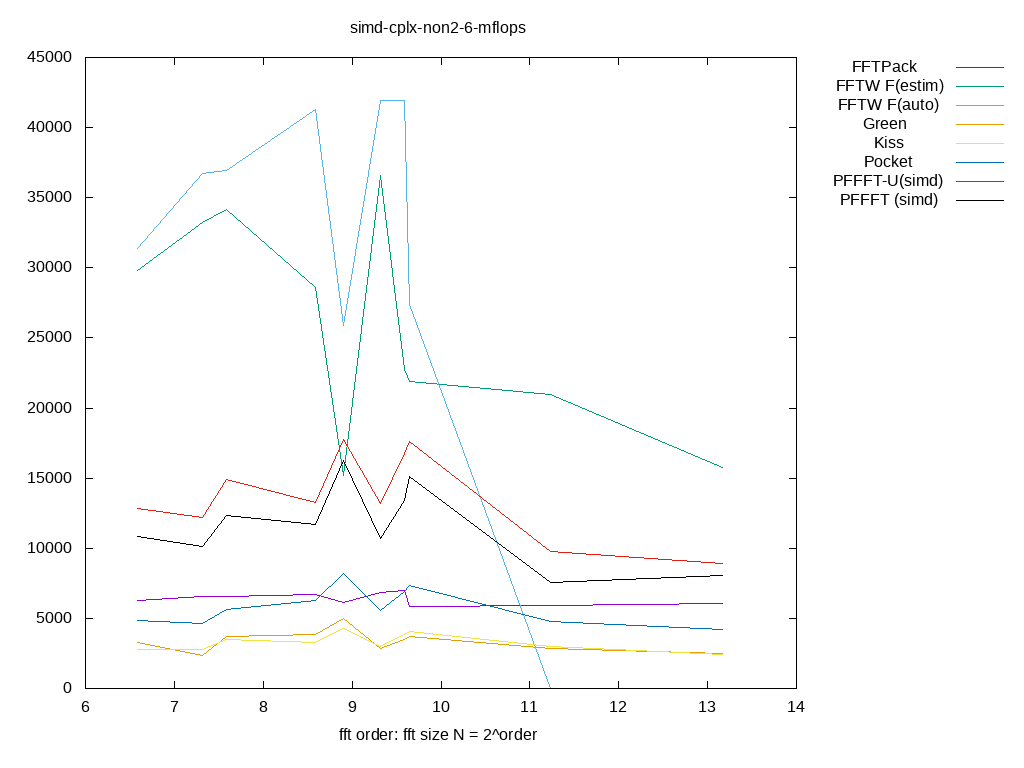 simd-cplx-non2-6-mflops
45000
40000
35000
30000
25000
20000
15000
10000
5000
0
6 7 8 9 10 11 12 13 14
fft order: fft size N = 2^order
FFTPack
FFTW F(estim)
FFTW F(auto)
Green
Kiss
Pocket
PFFFT-U(simd)
PFFFT (simd)